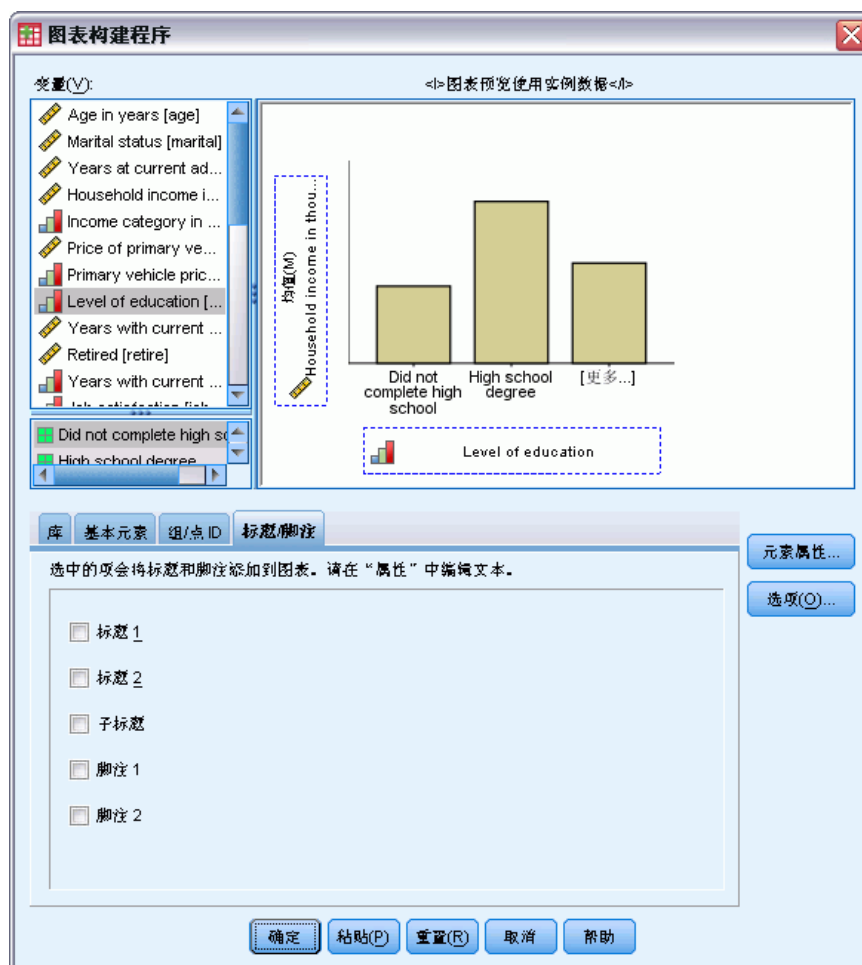 图表构建程序
变量(V):
<I>图表预览使用实例数据</I>
Age in years [age]
Marital status [marital]
Years at current ad...
Household income i...
Income category in ...
Price of primary ve...
Primary vehicle pric...
Level of education [...
Years with current ...
Retired [retire]
Years with current ...
Did not complete high sc
High school degree
均值(M)
Household income in thou...
Did not complete high school
High school degree
[更多...]
Level of education
库
基本元素
组/点 ID
标题/脚注
选中的项会将标题和脚注添加到图表。请在“属性”中编辑文本。
标题 1
标题 2
子标题
脚注 1
脚注 2
元素属性...
选项(O)...
确定
粘贴(P)
重置(R)
取消
帮助